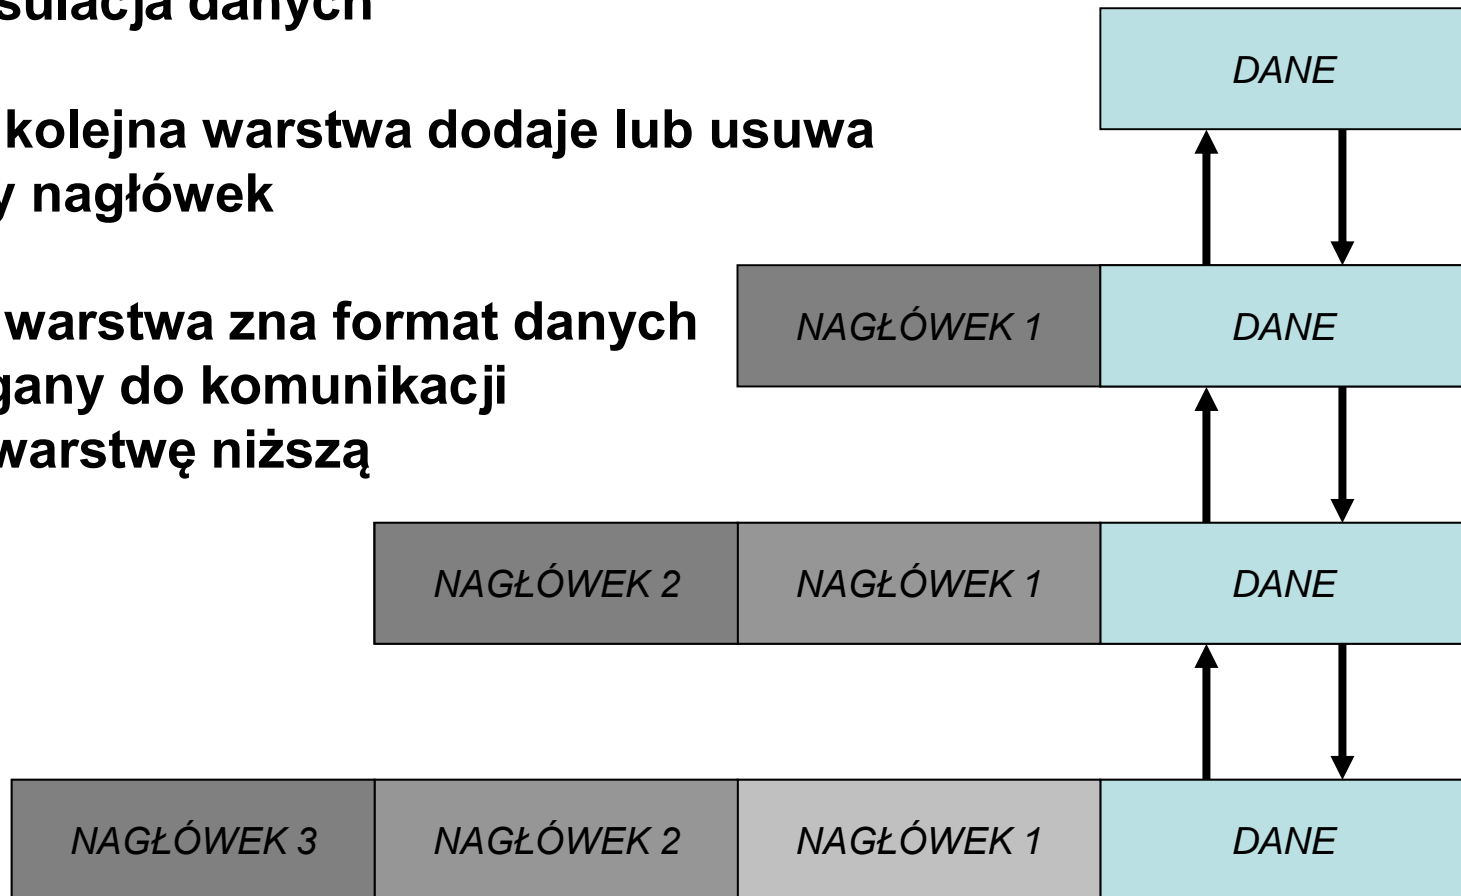 sulacja danych
DANE
kolejna warstwa dodaje lub usuwa
y nagłówek
warstwa zna format danych
NAGŁÓWEK 1 DANE
gany do komunikacji
warstwę niższą
NAGŁÓWEK 2 NAGŁÓWEK 1 DANE
NAGŁÓWEK 3 NAGŁÓWEK 2 NAGŁÓWEK 1 DANE